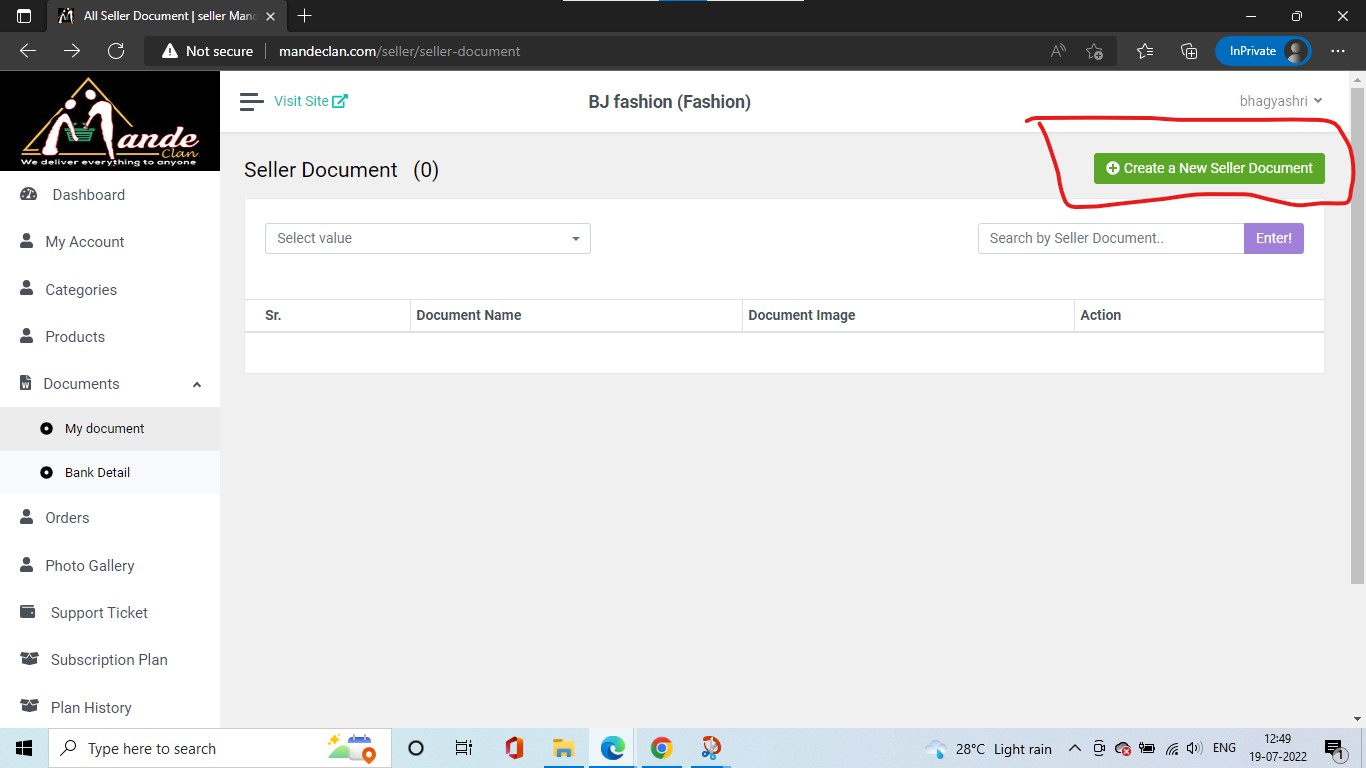 All Seller Document | seller Mand
Not secure
mandeclan.com/seller/seller-document
InPrivate
Mande
Clan
We deliver everything to anyone
Visit Site
BJ fashion (Fashion)
bhagyashri
Seller Document (0)
Create a New Seller Document
Dashboard
My Account
Categories
Products
Documents
My document
Bank Detail
Orders
Photo Gallery
Support Ticket
Subscription Plan
Plan History
Select value
Search by Seller Document..
Enter!
Sr.
Document Name
Document Image
Action
Type here to search
28°C Light rain
ENG
12:49
19-07-2022
1